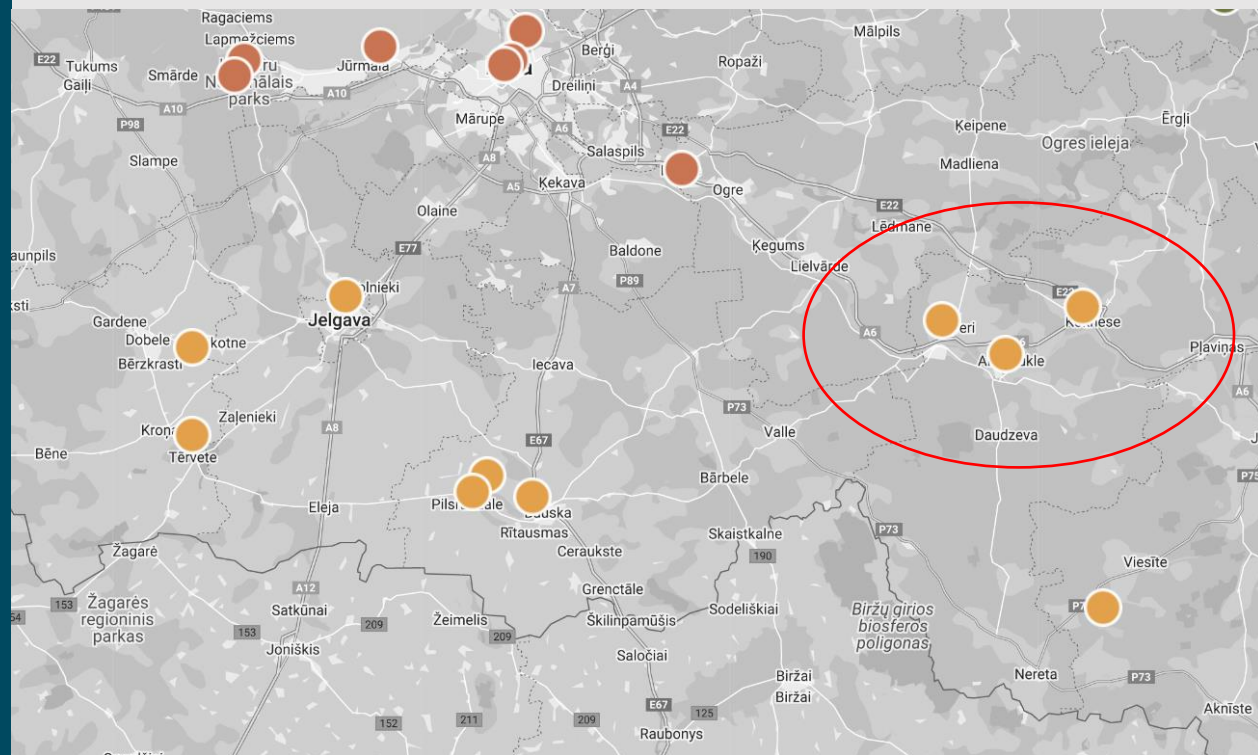 Ragaciems
Lapmežciems
Mālpils
E22
Tukums
Gaiļi
Smārde
Jūrmala
Berģi
Ropaži
parks
A10
A10
Dreiliņi
A4
P98
Mārupe
A6
E22
Ķeipene
Ērgļi
Ogres ieleja
Slampe
A8
Salaspils
Madliena
A5
Ķekava
Ogre
Olaine
E22
Lēdmane
E77
Baldone
Ķegums
Lielvārde
P89
A7
Gardene
Jelgava
A6
Dobele
Bērzkrasti
Iecava
Pļaviņas
A6
Zaļenieki
P73
A8
E67
Valle
Daudzeva
Bēne
Tērvete
Bārbele
P75
Eleja
Rītausmas
Skaistkalne
P73
Žagarė
Ceraukste
190
Viesīte
A12
Grenctāle
153
Žagarės
regioninis
parkas
153
Satkūnai
209
Žeimelis
209
Škilinpamūšis
Sodeliškiai
Biržų girios
biosferos
poligonas
Joniškis
Saločiai
Biržai
Biržai
Nereta
P73
E67
Aknīste
152
211
209
125
Raubonys